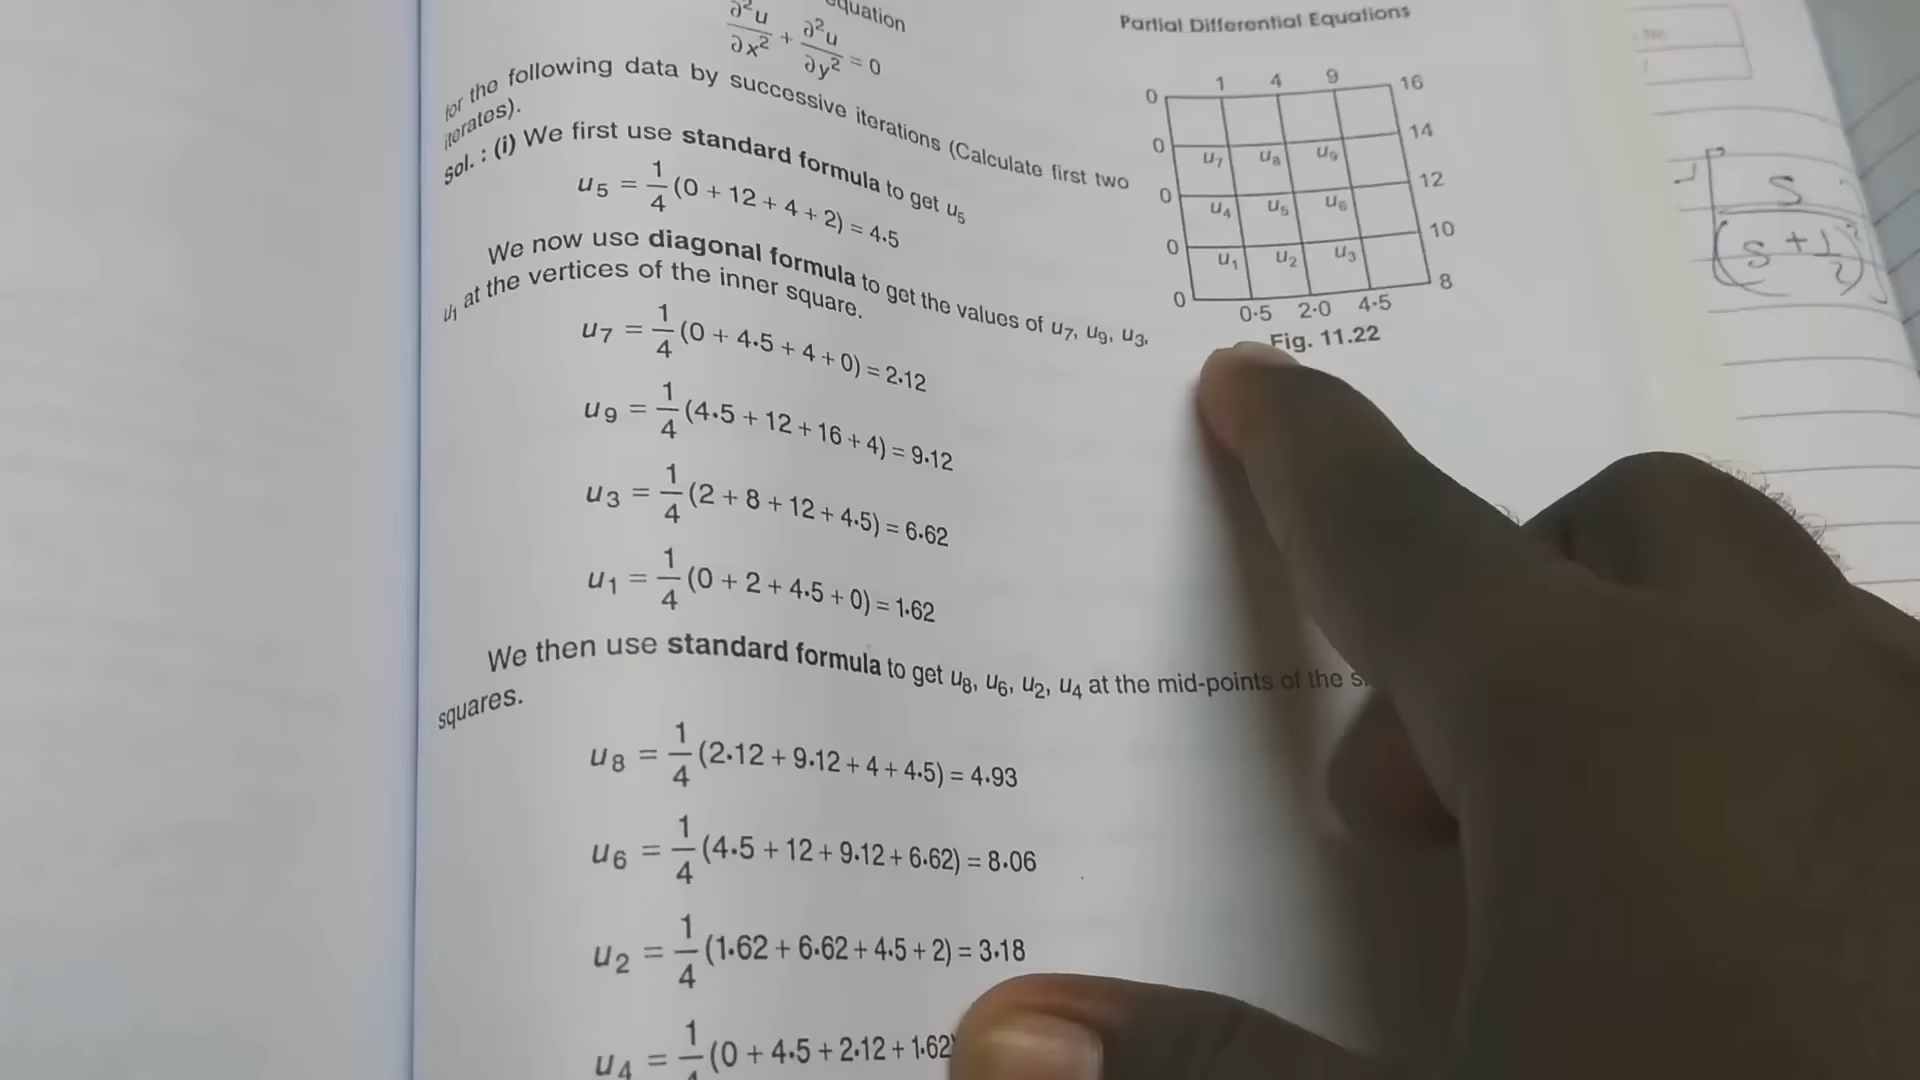 equation
∂²u/∂x² + ∂²u/∂y² = 0
for the following data by successive iterations (Calculate first two
iterates).
Sol. : (i) We first use standard formula to get u₅
u₅ = 1/4 (0 + 12 + 4 + 2) = 4·5
We now use diagonal formula to get the values of u₇, u₉, u₃,
u₁ at the vertices of the inner square.
u₇ = 1/4 (0 + 4·5 + 4 + 0) = 2·12
u₉ = 1/4 (4·5 + 12 + 16 + 4) = 9·12
u₃ = 1/4 (2 + 8 + 12 + 4·5) = 6·62
u₁ = 1/4 (0 + 2 + 4·5 + 0) = 1·62
We then use standard formula to get u₈, u₆, u₂, u₄ at the mid-points of the
squares.
u₈ = 1/4 (2·12 + 9·12 + 4 + 4·5) = 4·93
u₆ = 1/4 (4·5 + 12 + 9·12 + 6·62) = 8·06
u₂ = 1/4 (1·62 + 6·62 + 4·5 + 2) = 3·18
u₄ = 1/4 (0 + 4·5 + 2·12 + 1·62)
Partial Differential Equations
0 1 4 9 16
0 14
u₇ u₈ u₉
0 12
u₄ u₅ u₆
0 10
u₁ u₂ u₃
0 8
0·5 2·0 4·5
Fig. 11.22
s
(s + 1/2)²